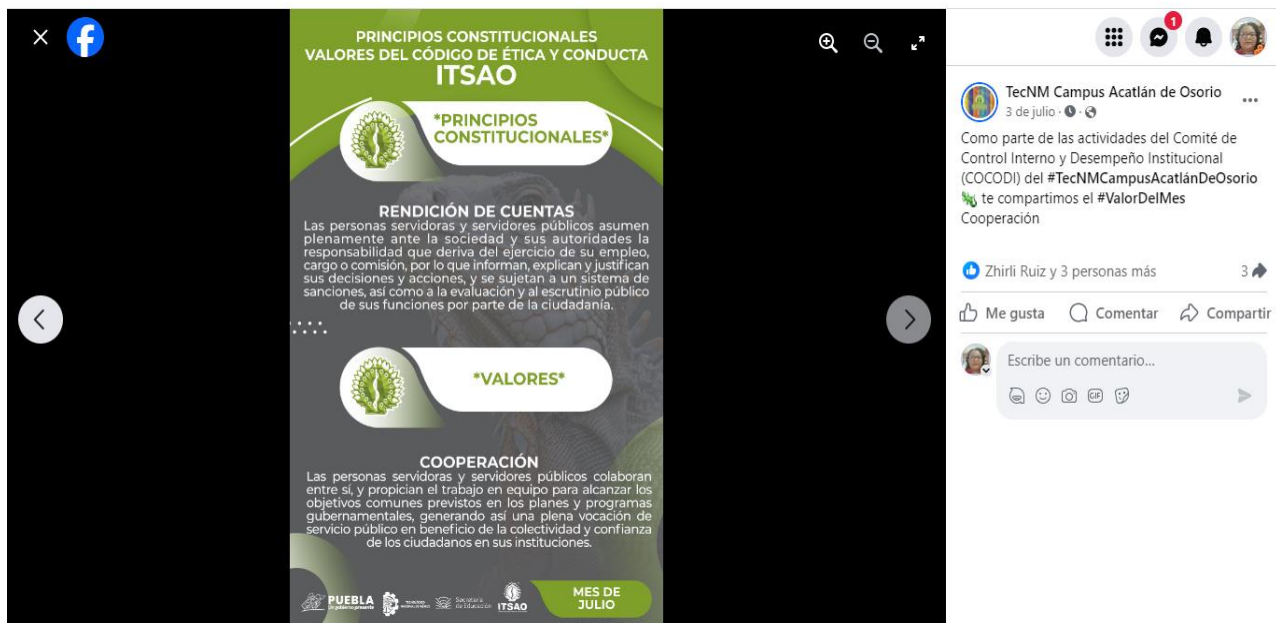 PRINCIPIOS CONSTITUCIONALES
VALORES DEL CÓDIGO DE ÉTICA Y CONDUCTA
ITSAO
*PRINCIPIOS
CONSTITUCIONALES*
RENDICIÓN DE CUENTAS
Las personas servidoras y servidores públicos asumen
plenamente ante la sociedad y sus autoridades la
responsabilidad que deriva del ejercicio de su empleo,
cargo o comisión, por lo que informan, explican y justifican
sus decisiones y acciones, y se sujetan a un sistema de
sanciones, así como a la evaluación y al escrutinio público
de sus funciones por parte de la ciudadanía.
*VALORES*
COOPERACIÓN
Las personas servidoras y servidores públicos colaboran
entre sí, y propician el trabajo en equipo para alcanzar los
objetivos comunes previstos en los planes y programas
gubernamentales, generando así una plena vocación de
servicio público en beneficio de la colectividad y confianza
de los ciudadanos en sus instituciones.
PUEBLA
Un gobierno presente
Secretaría
de Educación
ITSAO
MES DE
JULIO
1
TecNM Campus Acatlán de Osorio
3 de julio
Como parte de las actividades del Comité de
Control Interno y Desempeño Institucional
(COCODI) del #TecNMCampusAcatlánDeOsorio
te compartimos el #ValorDelMes
Cooperación
Zhirli Ruiz y 3 personas más 3
Me gusta Comentar Compartir
Escribe un comentario...
GIF